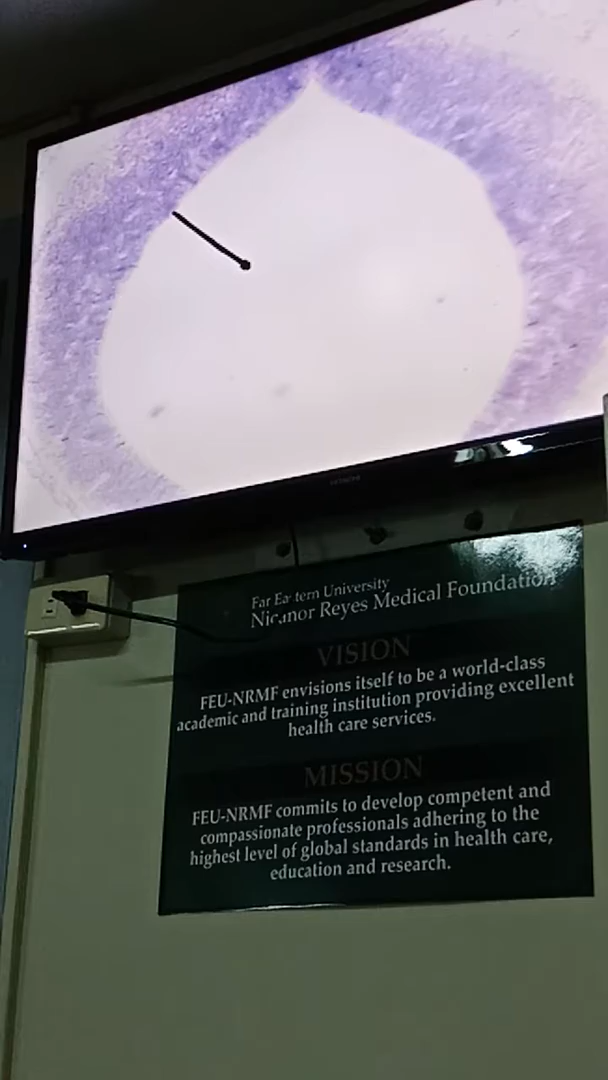 HITACHI
Far Eastern University
Nicanor Reyes Medical Foundation
VISION
FEU-NRMF envisions itself to be a world-class
academic and training institution providing excellent
health care services.
MISSION
FEU-NRMF commits to develop competent and
compassionate professionals adhering to the
highest level of global standards in health care,
education and research.